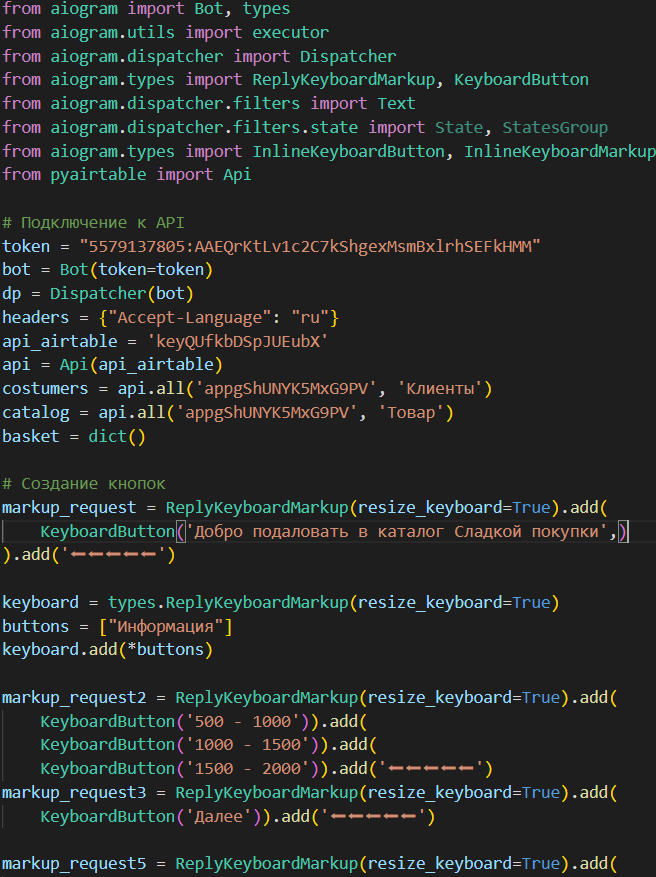 from aiogram import Bot, types
from aiogram.utils import executor
from aiogram.dispatcher import Dispatcher
from aiogram.types import ReplyKeyboardMarkup, KeyboardButton
from aiogram.dispatcher.filters import Text
from aiogram.dispatcher.filters.state import State, StatesGroup
from aiogram.types import InlineKeyboardButton, InlineKeyboardMarkup
from pyairtable import Api
# Подключение к API
token = "5579137805:AAEQrKtLv1c2C7kShgexMsmBxlrhSEFkHMM"
bot = Bot(token=token)
dp = Dispatcher(bot)
headers = {"Accept-Language": "ru"}
api_airtable = 'keyQUfkbDSpJUEubX'
api = Api(api_airtable)
costumers = api.all('appgShUNYK5MxG9PV', 'Клиенты')
catalog = api.all('appgShUNYK5MxG9PV', 'Товар')
basket = dict()
# Создание кнопок
markup_request = ReplyKeyboardMarkup(resize_keyboard=True).add(
    KeyboardButton('Добро подаловать в каталог Сладкой покупки',)
).add('⬅⬅⬅⬅⬅')
keyboard = types.ReplyKeyboardMarkup(resize_keyboard=True)
buttons = ["Информация"]
keyboard.add(*buttons)
markup_request2 = ReplyKeyboardMarkup(resize_keyboard=True).add(
    KeyboardButton('500 - 1000')).add(
    KeyboardButton('1000 - 1500')).add(
    KeyboardButton('1500 - 2000')).add('⬅⬅⬅⬅⬅')
markup_request3 = ReplyKeyboardMarkup(resize_keyboard=True).add(
    KeyboardButton('Далее')).add('⬅⬅⬅⬅⬅')
markup_request5 = ReplyKeyboardMarkup(resize_keyboard=True).add(